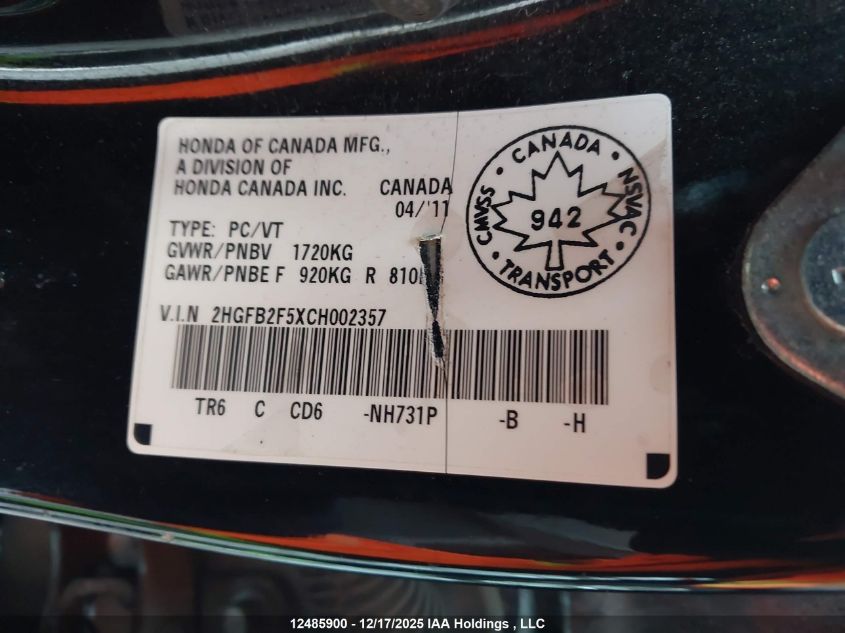 HONDA OF CANADA MFG.,
A DIVISION OF
HONDA CANADA INC. CANADA
04/'11
TYPE: PC/VT
GVWR/PNBV 1720KG
GAWR/PNBE F 920KG R 810
V.I.N 2HGFB2F5XCH002357
TR6 C CD6 -NH731P -B -H
• CANADA •
CMVSS 942 NSVAC
• TRANSPORT •
12485900 - 12/17/2025 IAA Holdings , LLC